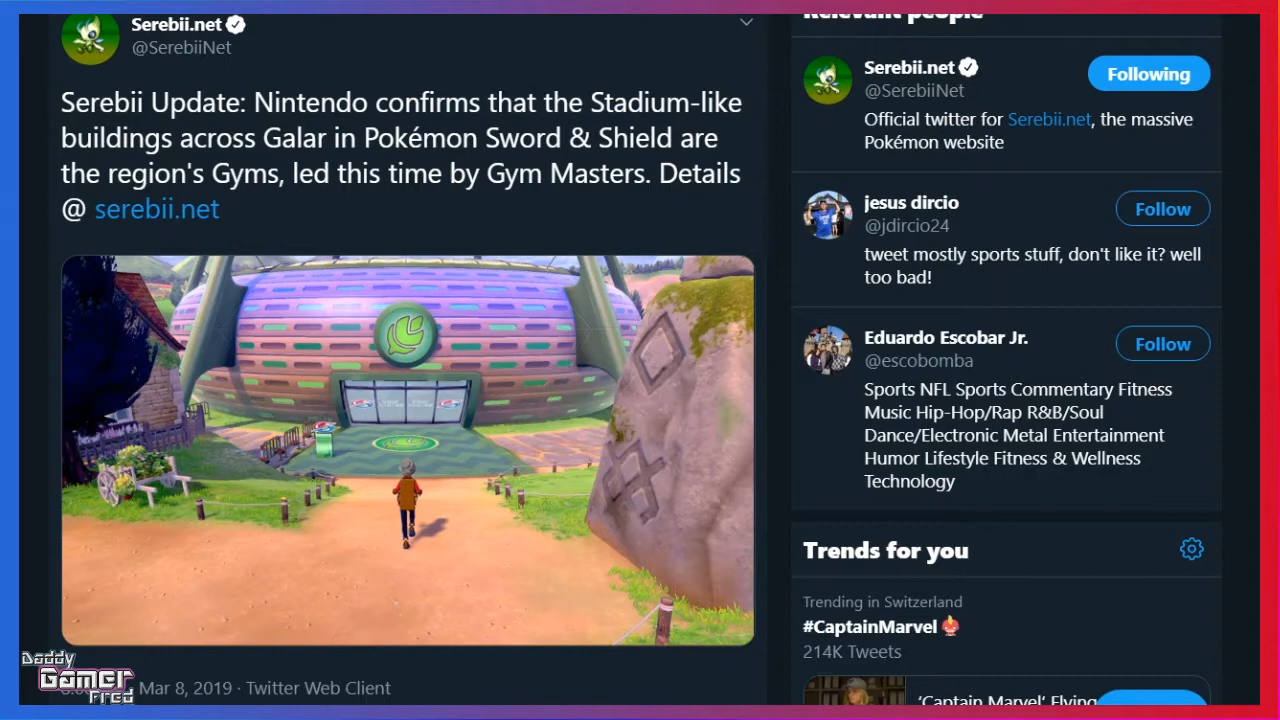 Serebii.net
@SerebiiNet
Serebii Update: Nintendo confirms that the Stadium-like
buildings across Galar in Pokémon Sword & Shield are
the region's Gyms, led this time by Gym Masters. Details
@ serebii.net
Mar 8, 2019 · Twitter Web Client
Daddy
Gamer
Fred
Relevant people
Serebii.net
@SerebiiNet
Following
Official twitter for Serebii.net, the massive
Pokémon website
jesus dircio
@jdircio24
Follow
tweet mostly sports stuff, don't like it? well
too bad!
Eduardo Escobar Jr.
@escobomba
Follow
Sports NFL Sports Commentary Fitness
Music Hip-Hop/Rap R&B/Soul
Dance/Electronic Metal Entertainment
Humor Lifestyle Fitness & Wellness
Technology
Trends for you
Trending in Switzerland
#CaptainMarvel
214K Tweets
'Captain Marvel' Flying